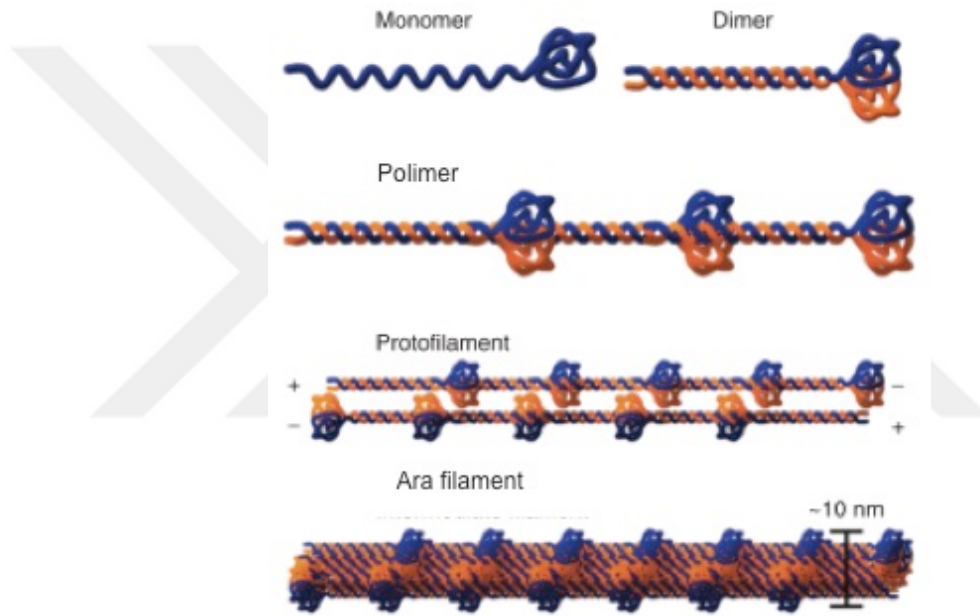 Monomer Dimer
Polimer
Protofilament
+ −
− +
Ara filament
~10 nm